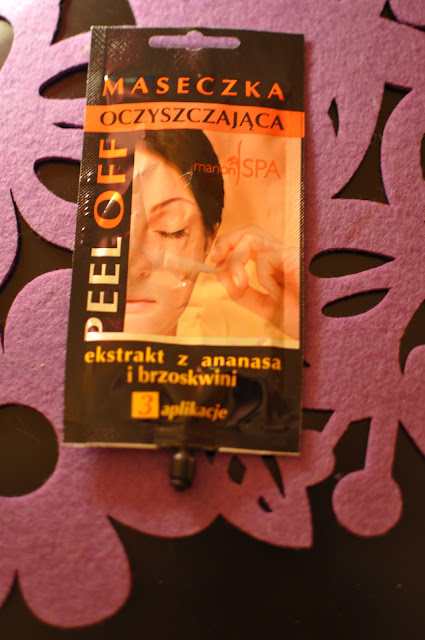 MASECZKA
OCZYSZCZAJĄCA
PEEL OFF
marion SPA
ekstrakt z ananasa
i brzoskwini
3 aplikacje